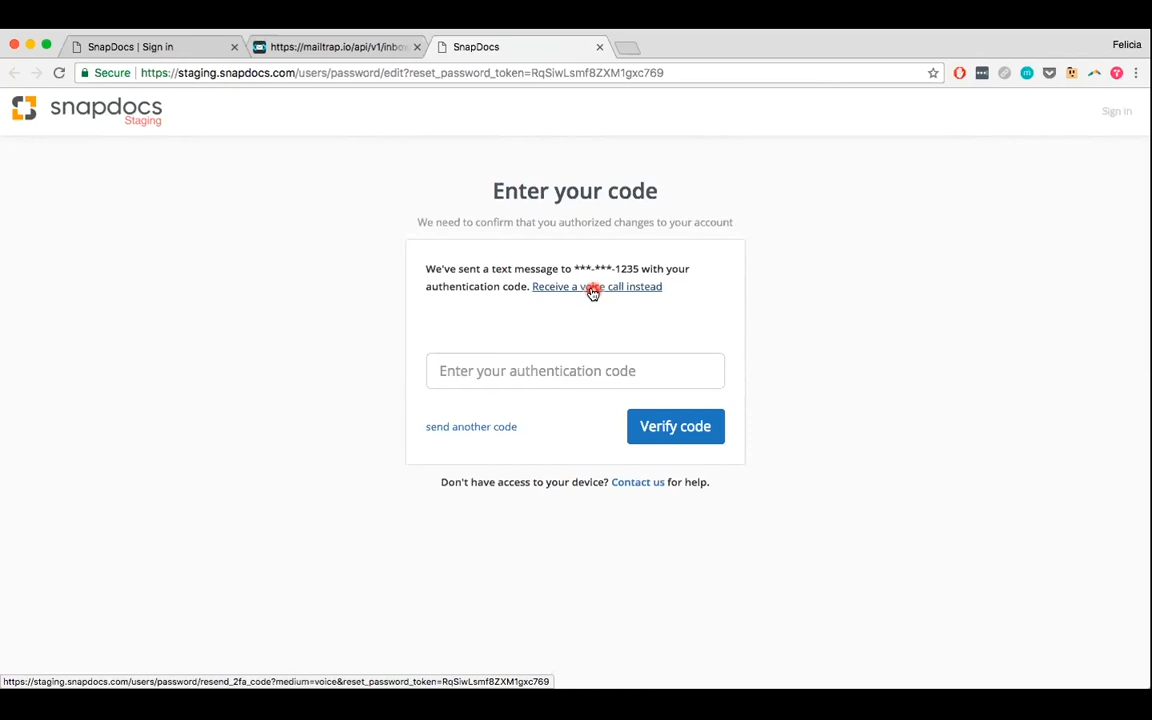 SnapDocs | Sign in
https://mailtrap.io/api/v1/inbo
SnapDocs
Felicia
Secure
https://staging.snapdocs.com/users/password/edit?reset_password_token=RqSiwLsmf8ZXM1gxc769
snapdocs
Staging
Sign in
Enter your code
We need to confirm that you authorized changes to your account
We've sent a text message to ***-***-1235 with your
authentication code. Receive a voice call instead
Enter your authentication code
send another code
Verify code
Don't have access to your device? Contact us for help.
https://staging.snapdocs.com/users/password/resend_2fa_code?medium=voice&reset_password_token=RqSiwLsmf8ZXM1gxc769